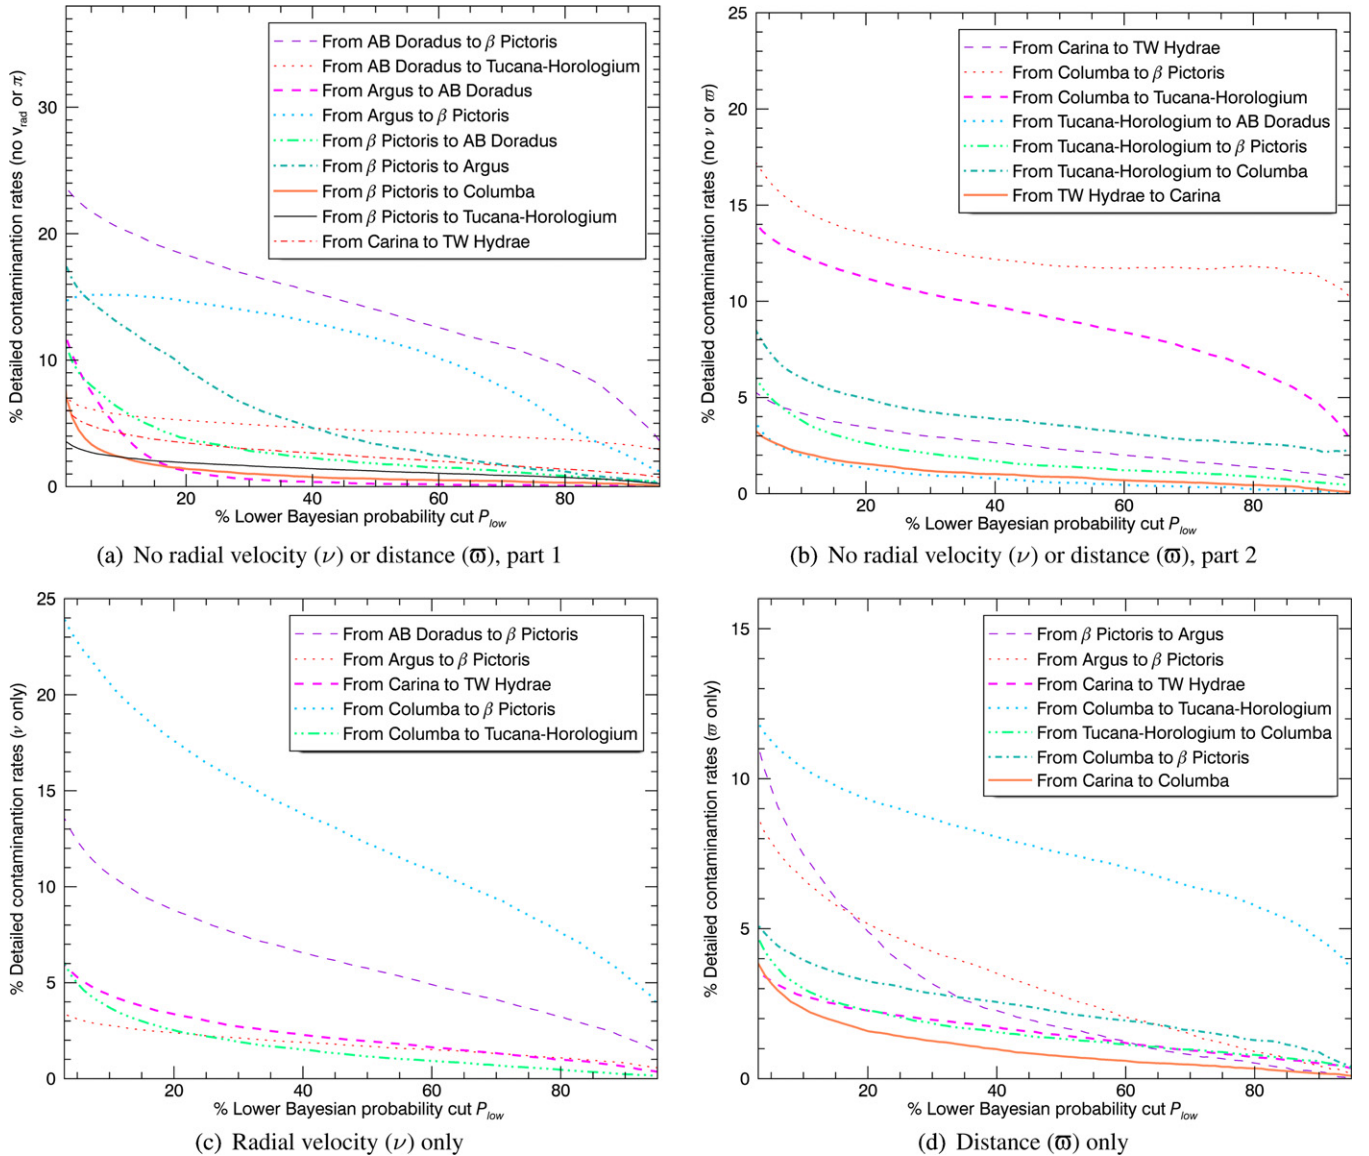 % Detailed contaminantion rates (no v_rad or π)
30
20
10
0
20
40
60
80
% Lower Bayesian probability cut P_low
From AB Doradus to β Pictoris
From AB Doradus to Tucana-Horologium
From Argus to AB Doradus
From Argus to β Pictoris
From β Pictoris to AB Doradus
From β Pictoris to Argus
From β Pictoris to Columba
From β Pictoris to Tucana-Horologium
From Carina to TW Hydrae
(a) No radial velocity (ν) or distance (ϖ), part 1
% Detailed contaminantion rates (no ν or ϖ)
25
20
15
10
5
0
20
40
60
80
% Lower Bayesian probability cut P_low
From Carina to TW Hydrae
From Columba to β Pictoris
From Columba to Tucana-Horologium
From Tucana-Horologium to AB Doradus
From Tucana-Horologium to β Pictoris
From Tucana-Horologium to Columba
From TW Hydrae to Carina
(b) No radial velocity (ν) or distance (ϖ), part 2
% Detailed contaminantion rates (ν only)
25
20
15
10
5
0
20
40
60
80
% Lower Bayesian probability cut P_low
From AB Doradus to β Pictoris
From Argus to β Pictoris
From Carina to TW Hydrae
From Columba to β Pictoris
From Columba to Tucana-Horologium
(c) Radial velocity (ν) only
% Detailed contaminantion rates (ϖ only)
15
10
5
0
20
40
60
80
% Lower Bayesian probability cut P_low
From β Pictoris to Argus
From Argus to β Pictoris
From Carina to TW Hydrae
From Columba to Tucana-Horologium
From Tucana-Horologium to Columba
From Columba to β Pictoris
From Carina to Columba
(d) Distance (ϖ) only